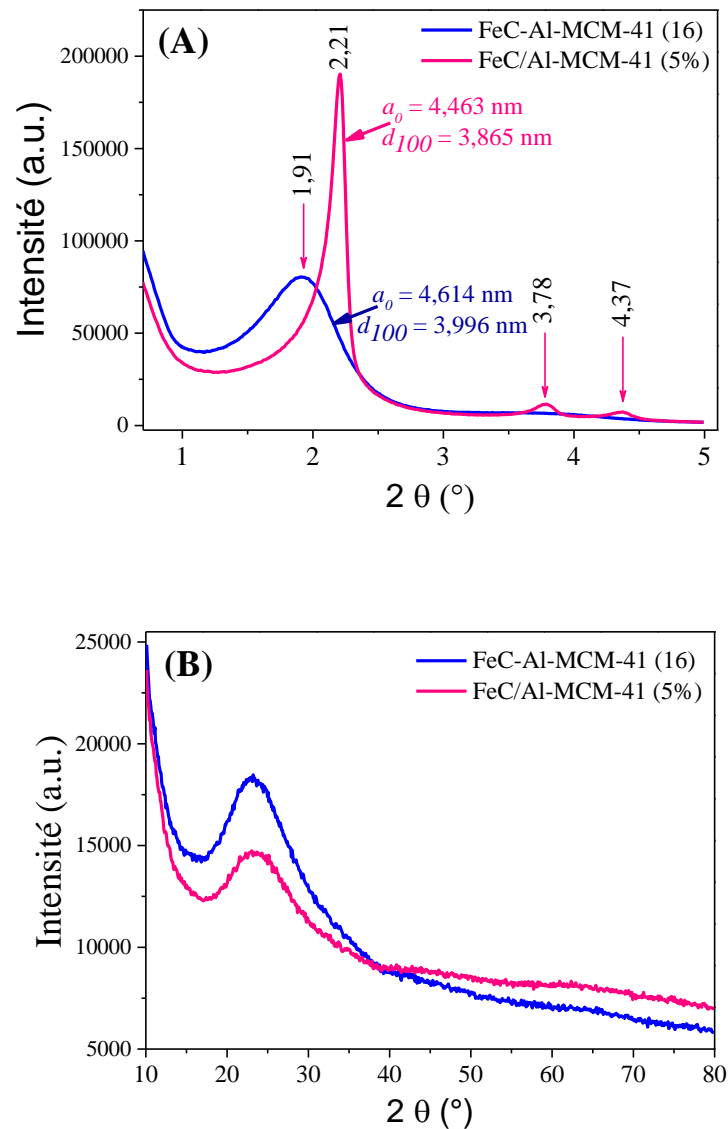 (A)
FeC-Al-MCM-41 (16)
FeC/Al-MCM-41 (5%)
2,21
a0 = 4,463 nm
d100 = 3,865 nm
1,91
a0 = 4,614 nm
d100 = 3,996 nm
3,78
4,37
Intensité (a.u.)
200000
150000
100000
50000
0
1
2
3
4
5
2 θ (°)
(B)
FeC-Al-MCM-41 (16)
FeC/Al-MCM-41 (5%)
Intensité (a.u.)
25000
20000
15000
10000
5000
10
20
30
40
50
60
70
80
2 θ (°)